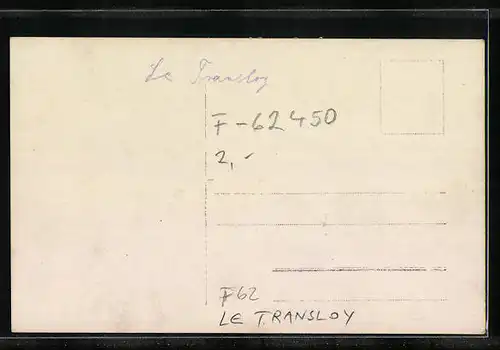 Le Transloy
F-62450
2,-
F62
LE TRANSLOY